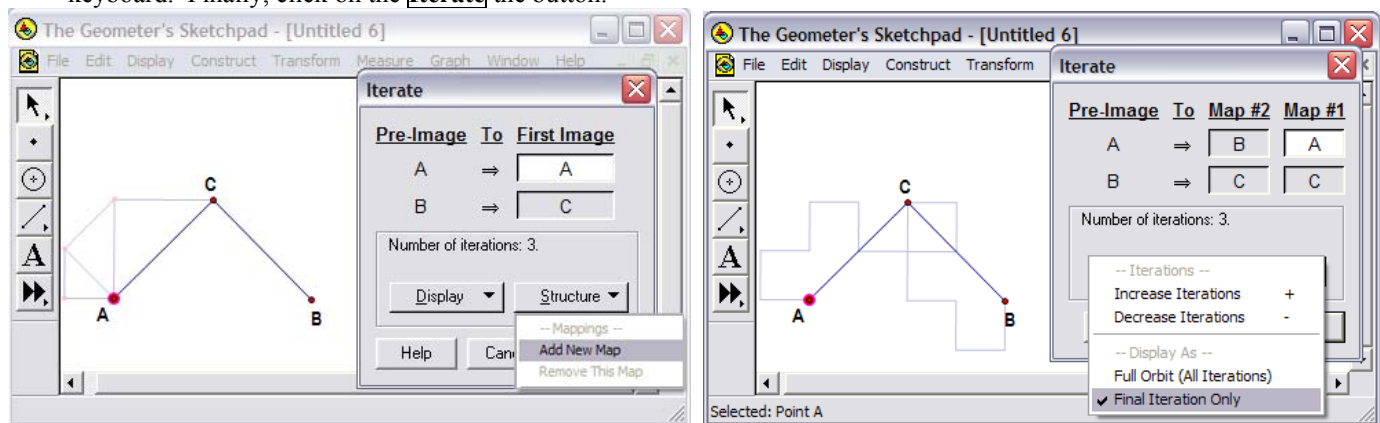 keyboard. Finally, click on the Iterate the button.
The Geometer's Sketchpad - [Untitled 6]
File Edit Display Construct Transform Measure Graph Window Help
Iterate
Pre-Image To First Image
A ⇒ A
B ⇒ C
Number of iterations: 3.
Display Structure
-- Mappings --
Add New Map
Remove This Map
Help
A
C
A
B
The Geometer's Sketchpad - [Untitled 6]
File Edit Display Construct Transform
Iterate
Pre-Image To Map #2 Map #1
A ⇒ B A
B ⇒ C C
Number of iterations: 3.
-- Iterations --
Increase Iterations +
Decrease Iterations -
-- Display As --
Full Orbit (All Iterations)
✓ Final Iteration Only
A
C
A
B
Selected: Point A